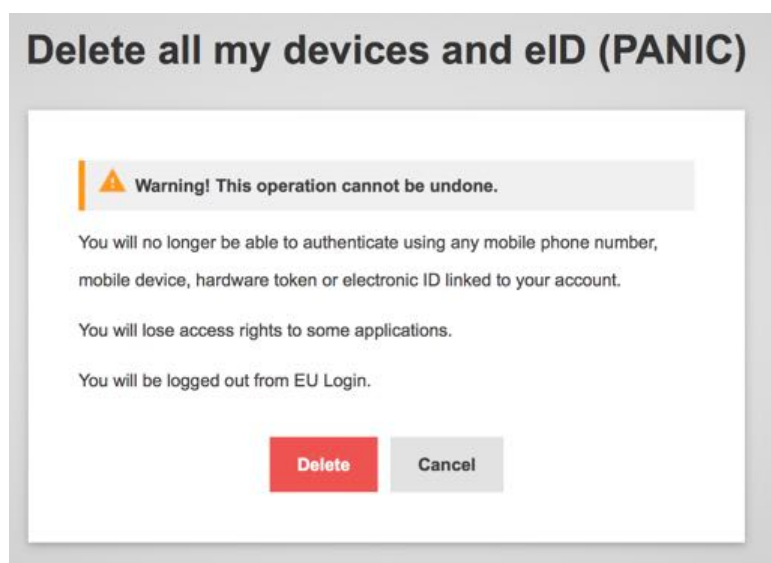 Delete all my devices and eID (PANIC)
Warning! This operation cannot be undone.
You will no longer be able to authenticate using any mobile phone number,
mobile device, hardware token or electronic ID linked to your account.
You will lose access rights to some applications.
You will be logged out from EU Login.
Delete Cancel